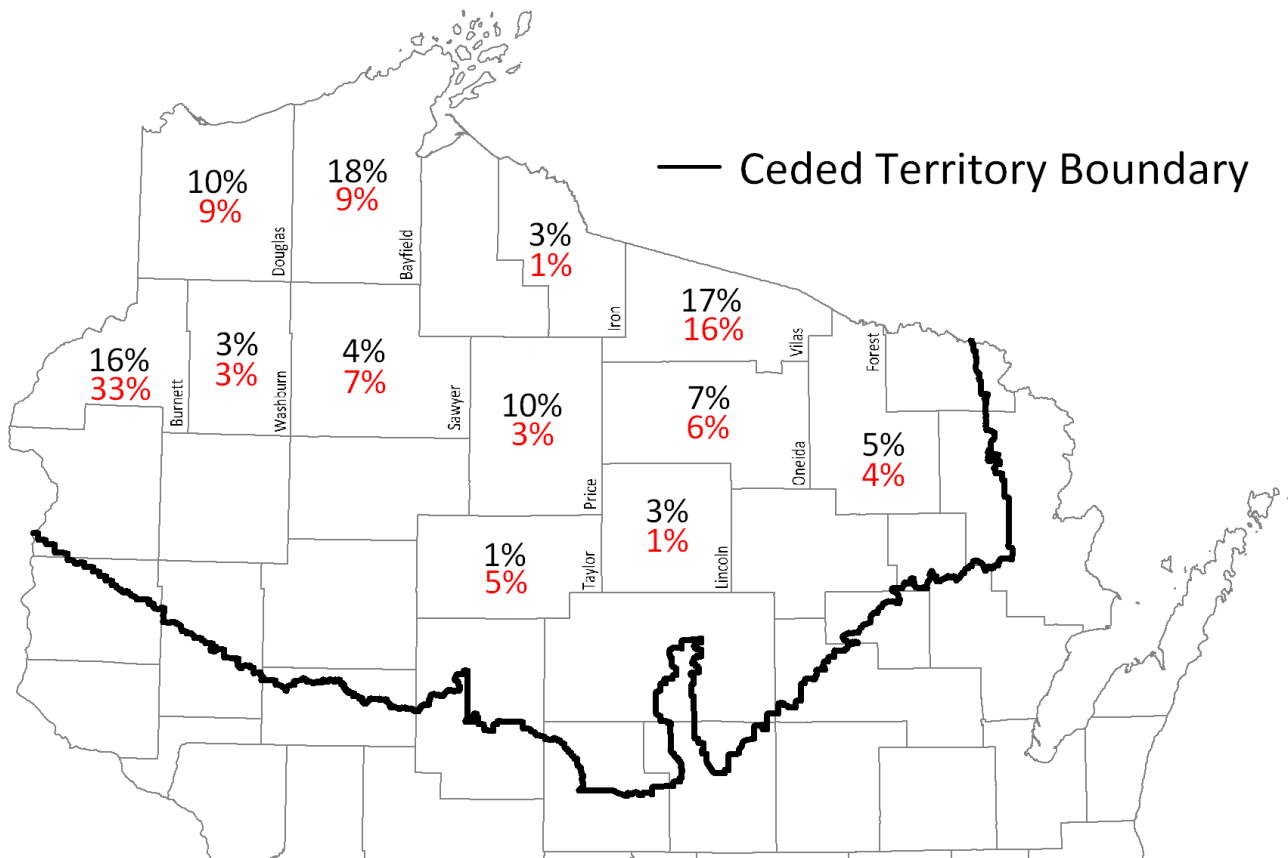 Ceded Territory Boundary
10%
9%
Douglas
18%
9%
Bayfield
3%
1%
Iron
17%
16%
Vilas
Forest
5%
4%
16%
33%
Burnett
3%
3%
Washburn
4%
7%
Sawyer
10%
3%
Price
7%
6%
Oneida
3%
1%
Lincoln
1%
5%
Taylor